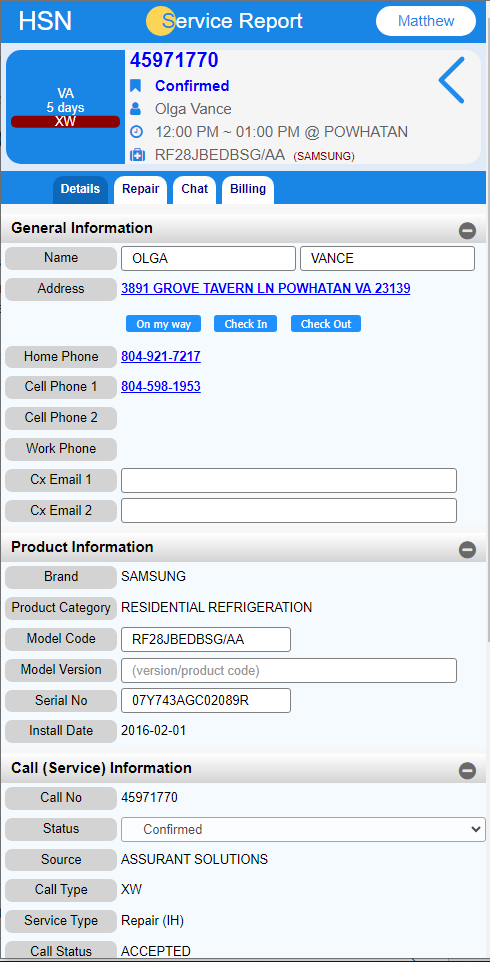 HSN Service Report Matthew
45971770
VA
5 days
XW
Confirmed
Olga Vance
12:00 PM ~ 01:00 PM @ POWHATAN
RF28JBEDBSG/AA (SAMSUNG)
Details Repair Chat Billing
General Information
Name OLGA VANCE
Address 3891 GROVE TAVERN LN POWHATAN VA 23139
On my way Check In Check Out
Home Phone 804-921-7217
Cell Phone 1 804-598-1953
Cell Phone 2
Work Phone
Cx Email 1
Cx Email 2
Product Information
Brand SAMSUNG
Product Category RESIDENTIAL REFRIGERATION
Model Code RF28JBEDBSG/AA
Model Version (version/product code)
Serial No 07Y743AGC02089R
Install Date 2016-02-01
Call (Service) Information
Call No 45971770
Status Confirmed
Source ASSURANT SOLUTIONS
Call Type XW
Service Type Repair (IH)
Call Status ACCEPTED